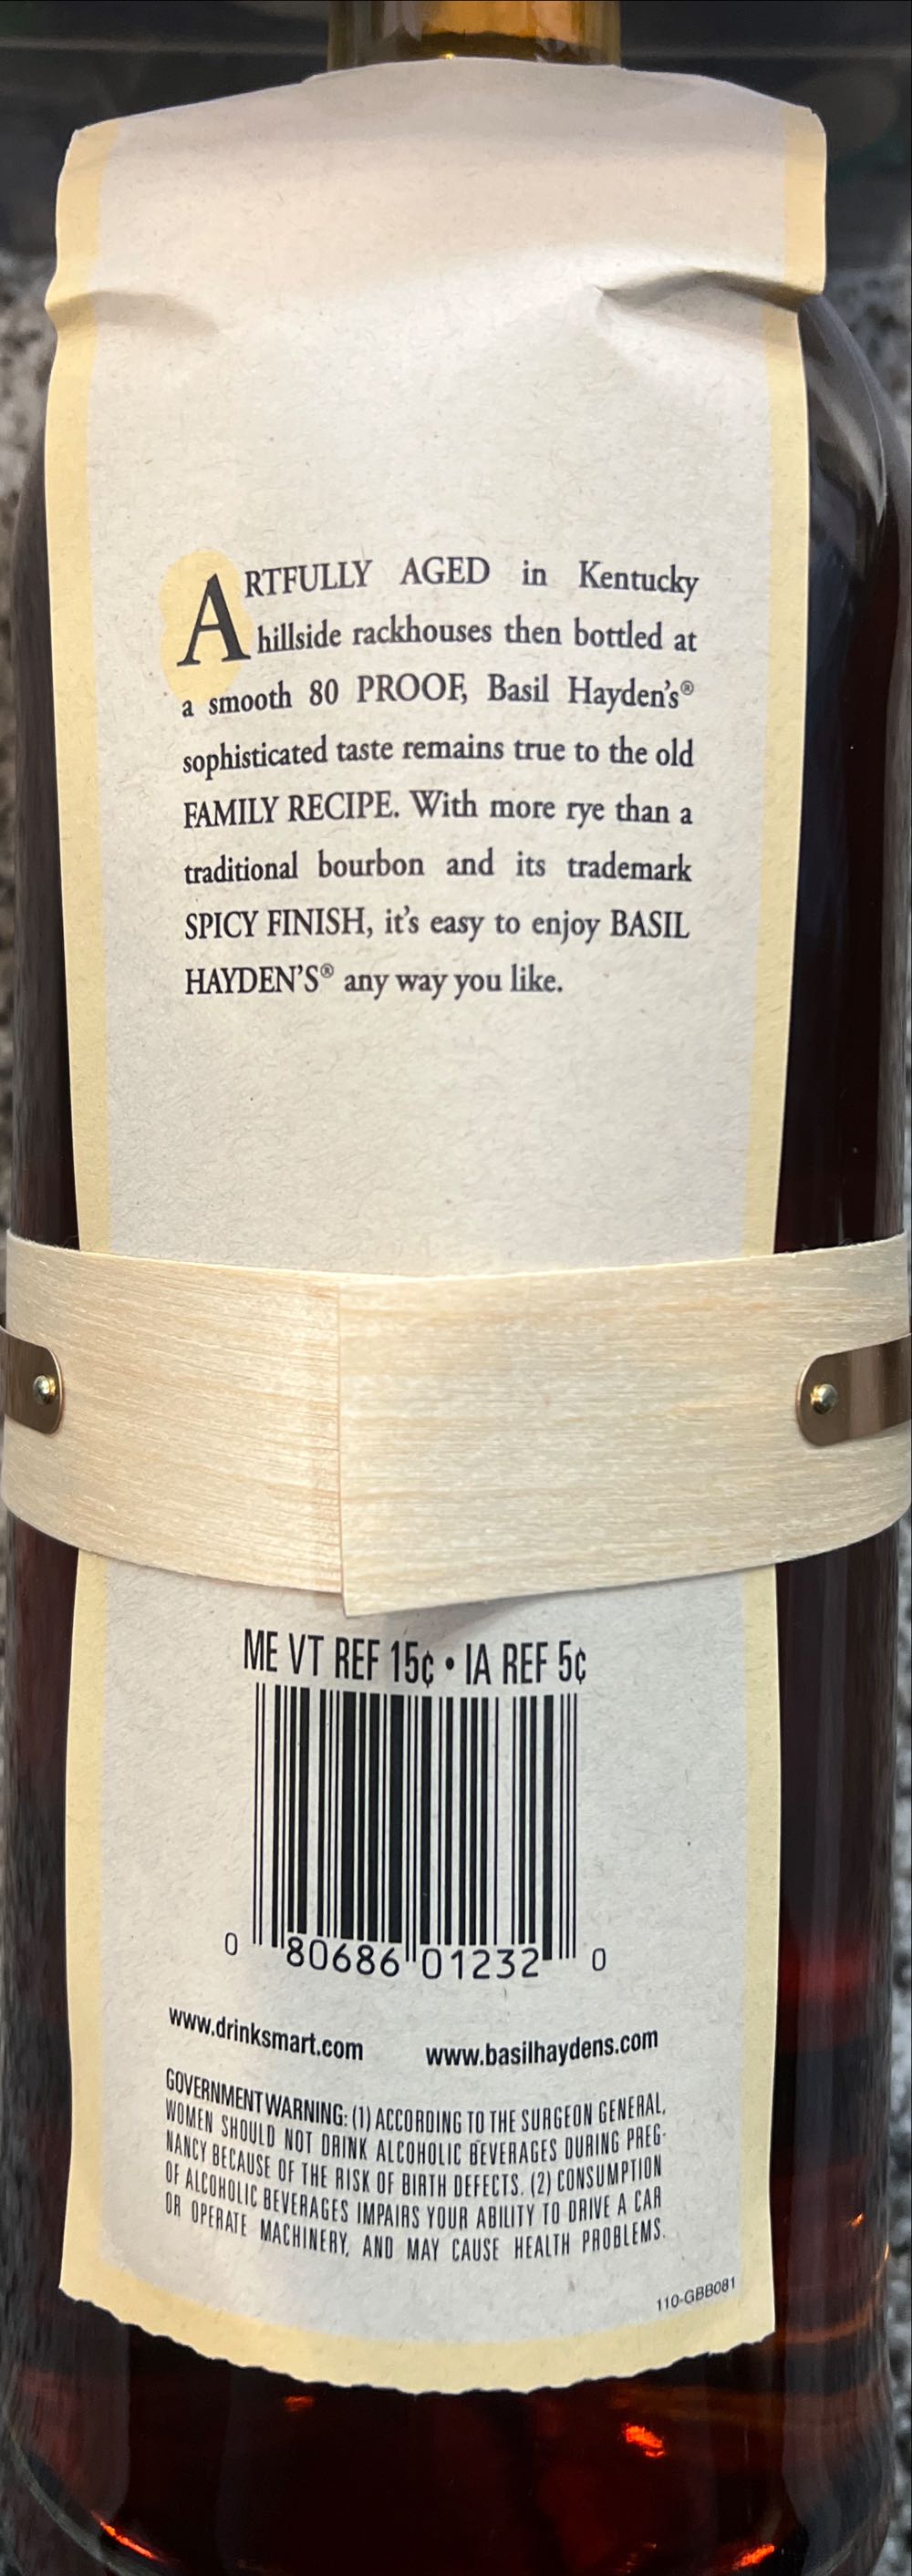 ARTFULLY AGED in Kentucky
hillside rackhouses then bottled at
a smooth 80 PROOF, Basil Hayden's®
sophisticated taste remains true to the old
FAMILY RECIPE. With more rye than a
traditional bourbon and its trademark
SPICY FINISH, it's easy to enjoy BASIL
HAYDEN'S® any way you like.
ME VT REF 15¢ • IA REF 5¢
0 80686 01232 0
www.drinksmart.com www.basilhaydens.com
GOVERNMENT WARNING: (1) ACCORDING TO THE SURGEON GENERAL,
WOMEN SHOULD NOT DRINK ALCOHOLIC BEVERAGES DURING PREG-
NANCY BECAUSE OF THE RISK OF BIRTH DEFECTS. (2) CONSUMPTION
OF ALCOHOLIC BEVERAGES IMPAIRS YOUR ABILITY TO DRIVE A CAR
OR OPERATE MACHINERY, AND MAY CAUSE HEALTH PROBLEMS.
110-GBB081